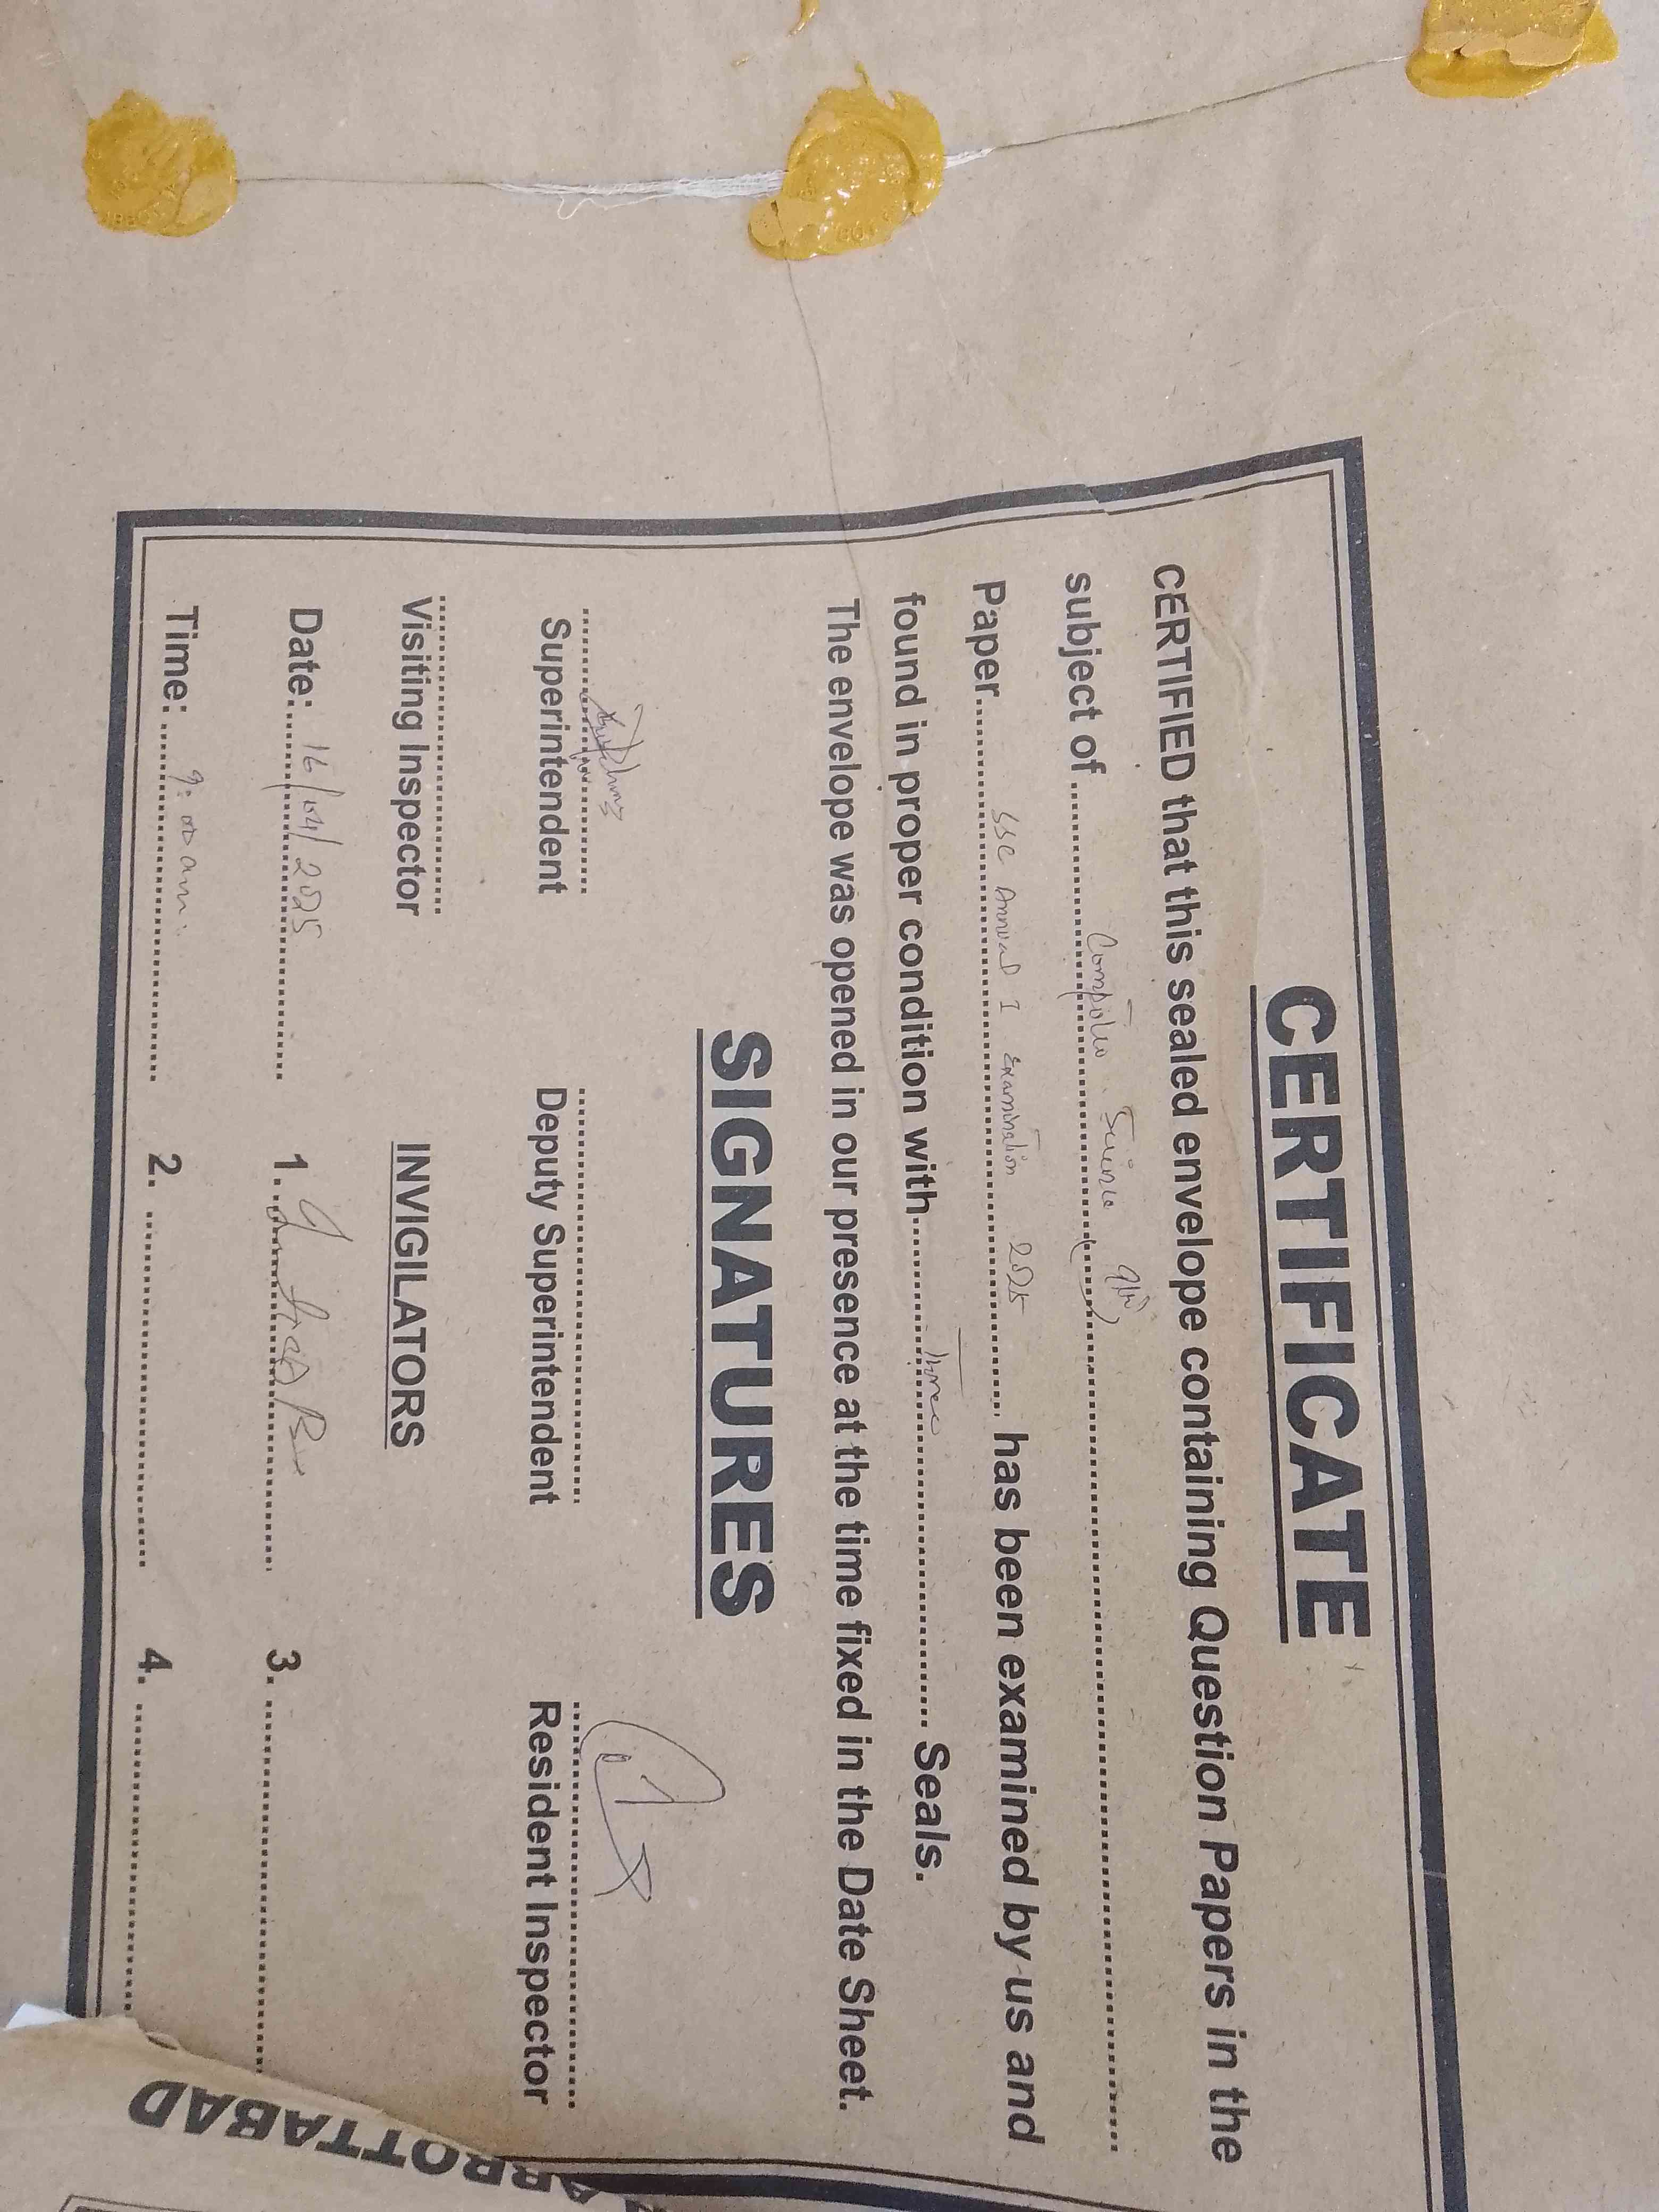 CERTIFICATE
CERTIFIED that this sealed envelope containing Question Papers in the
subject of ........ Computer Science (9th) ........
Paper........ SSC Annual I Examination 2025 ........ has been examined by us and
found in proper condition with........ Three ........ Seals.
The envelope was opened in our presence at the time fixed in the Date Sheet.
SIGNATURES
Superintendent Deputy Superintendent Resident Inspector
Visiting Inspector INVIGILATORS
Date: 16/04/2025 1. 3.
Time: 9:00 am. 2. 4.
ABBOTTABAD